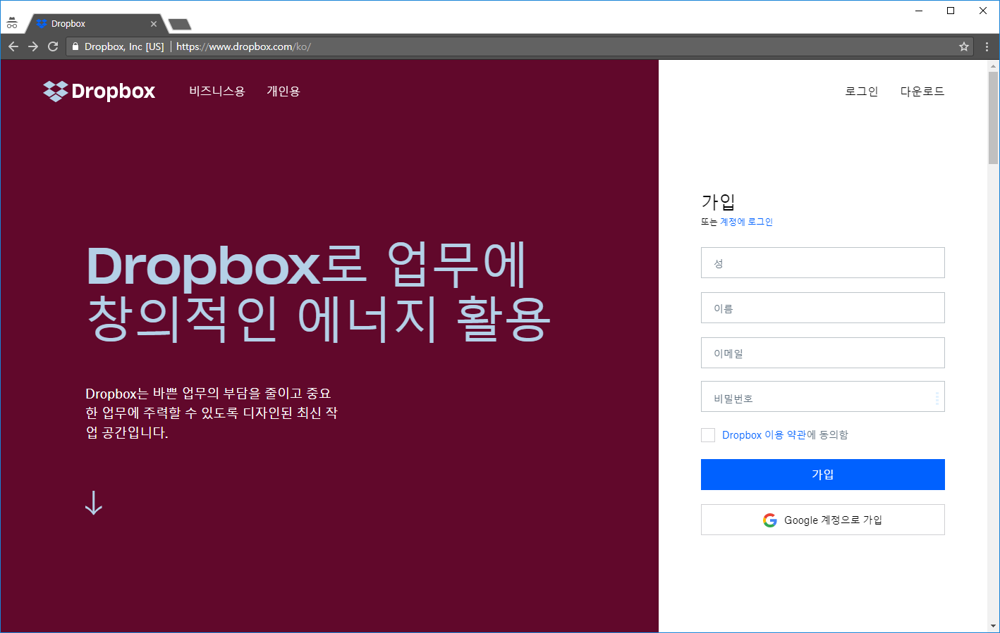 Dropbox
Dropbox, Inc [US] | https://www.dropbox.com/ko/
Dropbox 비즈니스용 개인용 로그인 다운로드
Dropbox로 업무에
창의적인 에너지 활용
Dropbox는 바쁜 업무의 부담을 줄이고 중요
한 업무에 주력할 수 있도록 디자인된 최신 작
업 공간입니다.
가입
또는 계정에 로그인
성
이름
이메일
비밀번호
Dropbox 이용 약관에 동의함
가입
Google 계정으로 가입